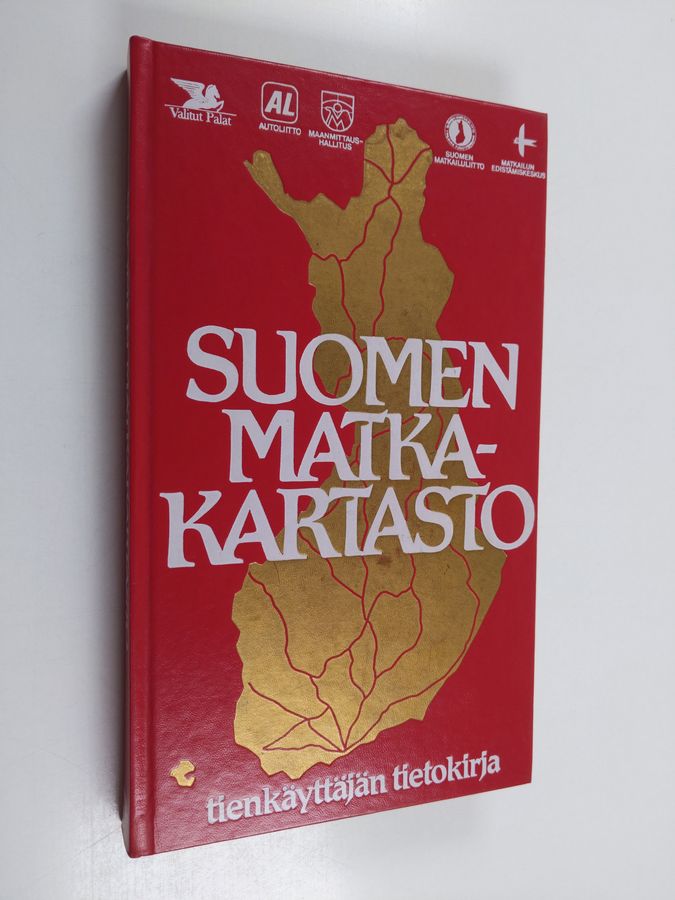 Valitut Palat
AL
AUTOLIITTO
MAANMITTAUS-
HALLITUS
SUOMEN
MATKAILULIITTO
MATKAILUN
EDISTÄMISKESKUS
SUOMEN
MATKA-
KARTASTO
tienkäyttäjän tietokirja